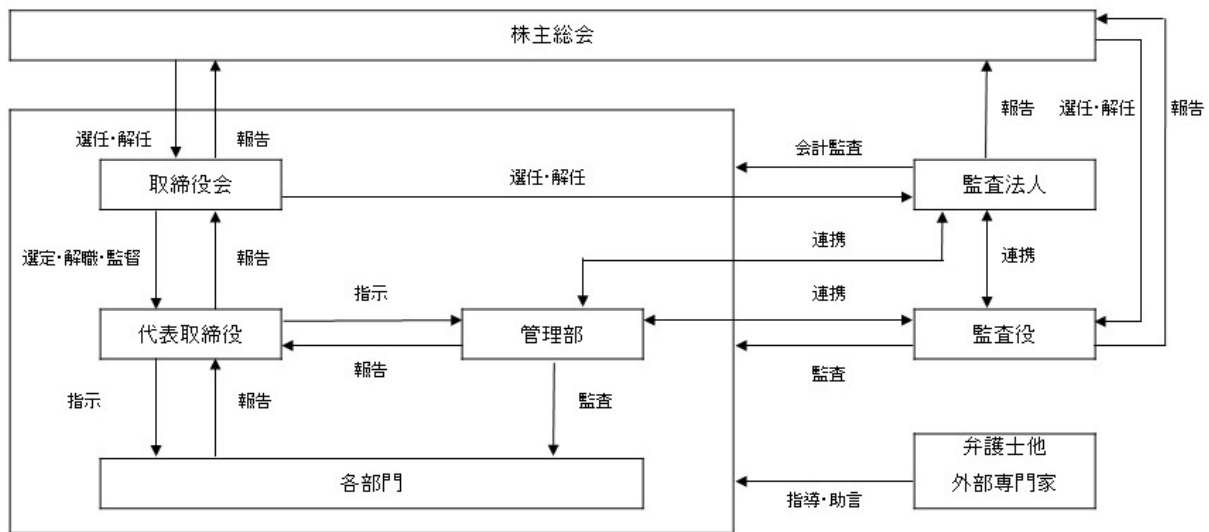 株主総会
選任・解任
報告
報告
選任・解任
報告
会計監査
取締役会
選任・解任
監査法人
選定・解職・監督
報告
連携
連携
指示
連携
代表取締役
管理部
監査役
報告
監査
指示
報告
監査
各部門
弁護士他
外部専門家
指導・助言